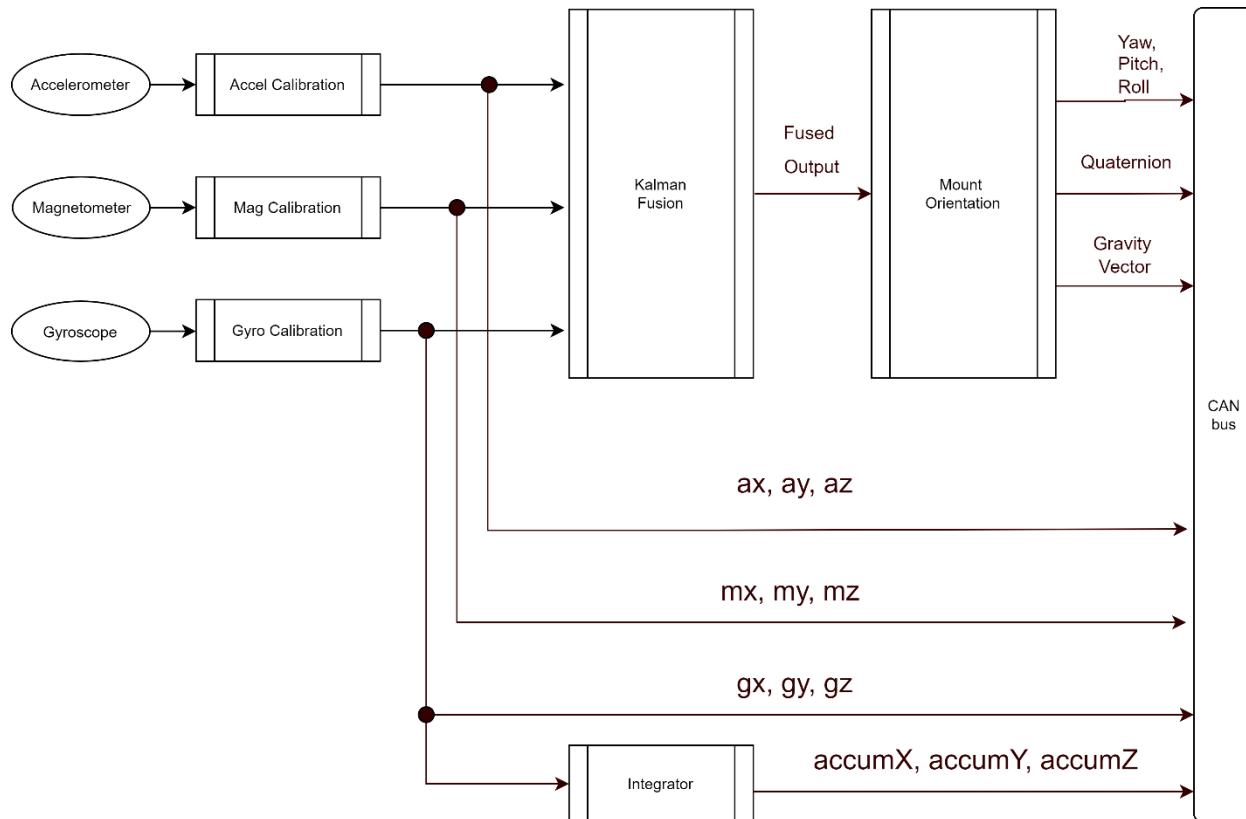 Accelerometer
Accel Calibration
Magnetometer
Mag Calibration
Gyroscope
Gyro Calibration
Kalman
Fusion
Fused
Output
Mount
Orientation
Yaw,
Pitch,
Roll
Quaternion
Gravity
Vector
CAN
bus
ax, ay, az
mx, my, mz
gx, gy, gz
Integrator
accumX, accumY, accumZ